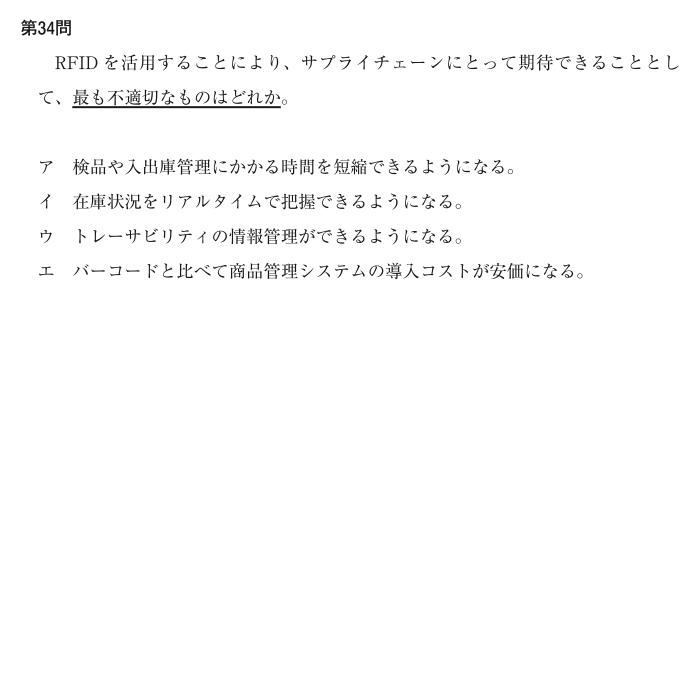 第34問
RFID を活用することにより、サプライチェーンにとって期待できることとし
て、最も不適切なものはどれか。
ア 検品や入出庫管理にかかる時間を短縮できるようになる。
イ 在庫状況をリアルタイムで把握できるようになる。
ウ トレーサビリティの情報管理ができるようになる。
エ バーコードと比べて商品管理システムの導入コストが安価になる。